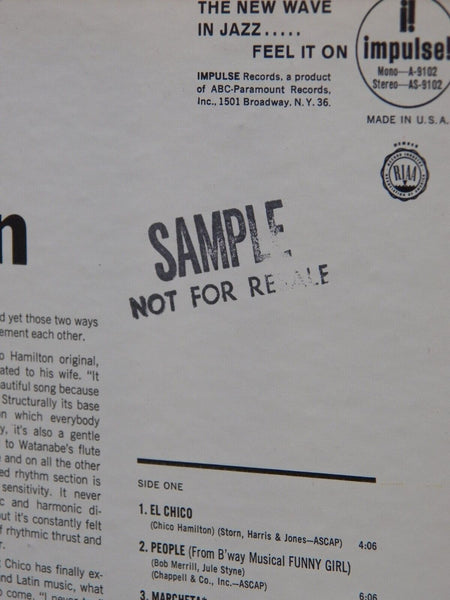 THE NEW WAVE
IN JAZZ.....
FEEL IT ON
IMPULSE Records, a product
of ABC-Paramount Records,
Inc., 1501 Broadway, N.Y. 36.
i!
impulse!
Mono—A-9102
Stereo—AS-9102
MADE IN U.S.A.
MEMBER
RIAA
SAMPLE
NOT FOR RESALE
n
d yet those two ways
ement each other.
o Hamilton original,
ated to his wife. "It
autiful song because
Structurally its base
n which everybody
y, it's also a gentle
to Watanabe's flute
e and on all the other
ed rhythm section is
sensitivity. It never
c and harmonic di-
ut it's constantly felt
f rhythmic thrust and
r.
t Chico has finally ex-
nd Latin music, what
SIDE ONE
1. EL CHICO
(Chico Hamilton) (Storn, Harris & Jones—ASCAP) 4:06
2. PEOPLE (From B'way Musical FUNNY GIRL)
(Bob Merrill, Jule Styne)
(Chappell & Co., Inc.—ASCAP) 6:06
3. MARCHETA*